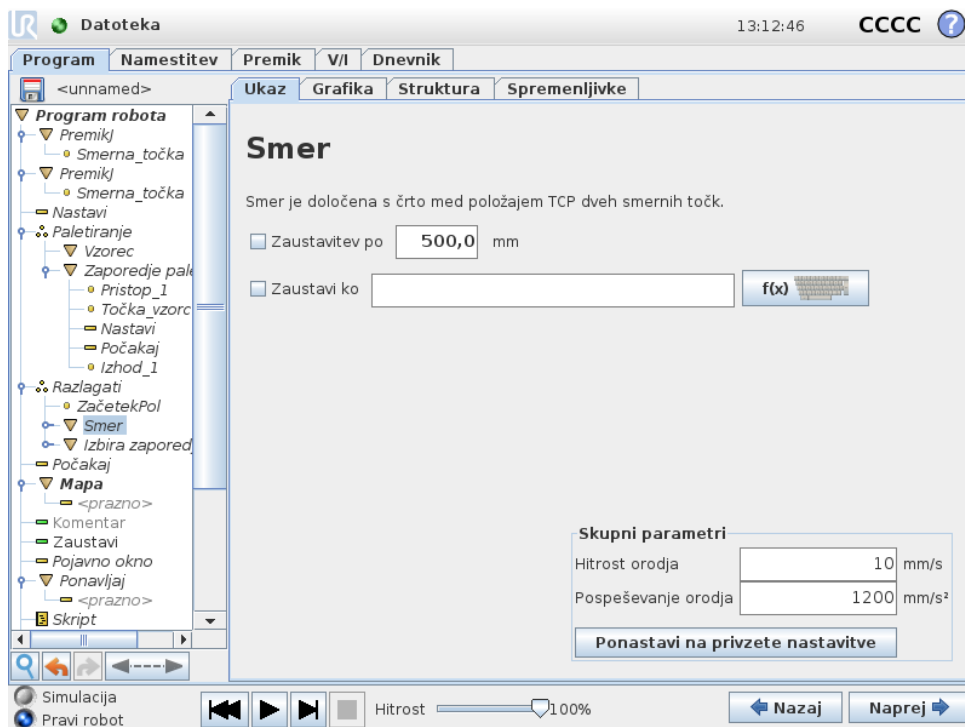 UR Datoteka 13:12:46 CCCC ?
Program Namestitev Premik V/I Dnevnik
<unnamed>
Ukaz Grafika Struktura Spremenljivke
Program robota
PremikJ
Smerna_točka
PremikJ
Smerna_točka
Nastavi
Paletiranje
Vzorec
Zaporedje pale
Pristop_1
Točka_vzorc
Nastavi
Počakaj
Izhod_1
Razlagati
ZačetekPol
Smer
Izbira zapored
Počakaj
Mapa
<prazno>
Komentar
Zaustavi
Pojavno okno
Ponavljaj
<prazno>
Skript
Smer
Smer je določena s črto med položajem TCP dveh smernih točk.
Zaustavitev po 500,0 mm
Zaustavi ko f(x)
Skupni parametri
Hitrost orodja 10 mm/s
Pospeševanje orodja 1200 mm/s²
Ponastavi na privzete nastavitve
Simulacija
Pravi robot
Hitrost 100%
Nazaj Naprej